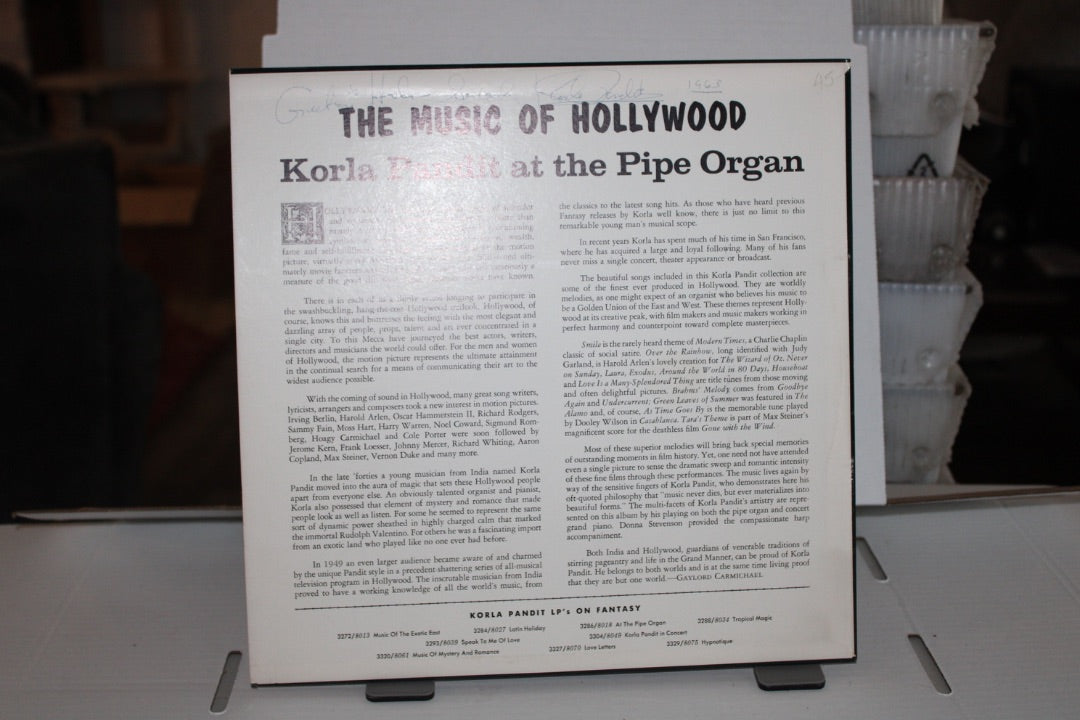 Korla Pandit 1963
45
THE MUSIC OF HOLLYWOOD
Korla Pandit at the Pipe Organ
fame and self-
picture,
mately movie
measure of the known
There is in each of us a longing to participate in
the swashbuckling, hang-the-cost Hollywood outlook. Hollywood, of
course, knows this and buttresses the feeling with the most elegant and
dazzling array of people, props, talent and art ever concentrated in a
single city. To this Mecca have journeyed the best actors, writers,
directors and musicians the world could offer. For the men and women
of Hollywood, the motion picture represents the ultimate attainment
in the continual search for a means of communicating their art to the
widest audience possible.
With the coming of sound in Hollywood, many great song writers,
lyricists, arrangers and composers took a new interest in motion pictures.
Irving Berlin, Harold Arlen, Oscar Hammerstein II, Richard Rodgers,
Sammy Fain, Moss Hart, Harry Warren, Noel Coward, Sigmund Rom-
berg, Hoagy Carmichael and Cole Porter were soon followed by
Jerome Kern, Frank Loesser, Johnny Mercer, Richard Whiting, Aaron
Copland, Max Steiner, Vernon Duke and many more.
In the late 'forties a young musician from India named Korla
Pandit moved into the aura of magic that sets these Hollywood people
apart from everyone else. An obviously talented organist and pianist,
Korla also possessed that element of mystery and romance that made
people look as well as listen. For some he seemed to represent the same
sort of dynamic power sheathed in highly charged calm that marked
the immortal Rudolph Valentino. For others he was a fascinating import
from an exotic land who played like no one ever had before.
In 1949 an even larger audience became aware of and charmed
by the unique Pandit style in a precedent-shattering series of all-musical
television program in Hollywood. The inscrutable musician from India
proved to have a working knowledge of all the world's music, from
the classics to the latest song hits. As those who have heard previous
Fantasy releases by Korla well know, there is just no limit to this
remarkable young man's musical scope.
In recent years Korla has spent much of his time in San Francisco,
where he has acquired a large and loyal following. Many of his fans
never miss a single concert, theater appearance or broadcast.
The beautiful songs included in this Korla Pandit collection are
some of the finest ever produced in Hollywood. They are worldly
melodies, as one might expect of an organist who believes his music to
be a Golden Union of the East and West. These themes represent Holly-
wood at its creative peak, with film makers and music makers working in
perfect harmony and counterpoint toward complete masterpieces.
Smile is the rarely heard theme of Modern Times, a Charlie Chaplin
classic of social satire. Over the Rainbow, long identified with Judy
Garland, is Harold Arlen's lovely creation for The Wizard of Oz. Never
on Sunday, Laura, Exodus, Around the World in 80 Days, Houseboat
and Love Is a Many-Splendored Thing are title tunes from those moving
and often delightful pictures. Brahms' Melody comes from Goodbye
Again and Undercurrent; Green Leaves of Summer was featured in The
Alamo and, of course, As Time Goes By is the memorable tune played
by Dooley Wilson in Casablanca. Tara's Theme is part of Max Steiner's
magnificent score for the deathless film Gone with the Wind.
Most of these superior melodies will bring back special memories
of outstanding moments in film history. Yet, one need not have attended
even a single picture to sense the dramatic sweep and romantic intensity
of these fine films through these performances. The music lives again by
way of the sensitive fingers of Korla Pandit, who demonstrates here his
oft-quoted philosophy that "music never dies, but ever materializes into
beautiful forms." The multi-facets of Korla Pandit's artistry are repre-
sented on this album by his playing on both the pipe organ and concert
grand piano. Donna Stevenson provided the compassionate harp
accompaniment.
Both India and Hollywood, guardians of venerable traditions of
stirring pageantry and life in the Grand Manner, can be proud of Korla
Pandit. He belongs to both worlds and is at the same time living proof
that they are but one world.—GAYLORD CARMICHAEL
KORLA PANDIT LP's ON FANTASY
3272/8013 Music Of The Exotic East 3284/8027 Latin Holiday 3286/8018 At The Pipe Organ 3288/8034 Tropical Magic
3293/8039 Speak To Me Of Love 3304/8049 Korla Pandit in Concert
3320/8061 Music Of Mystery And Romance 3327/8070 Love Letters 3329/8075 Hypnotique